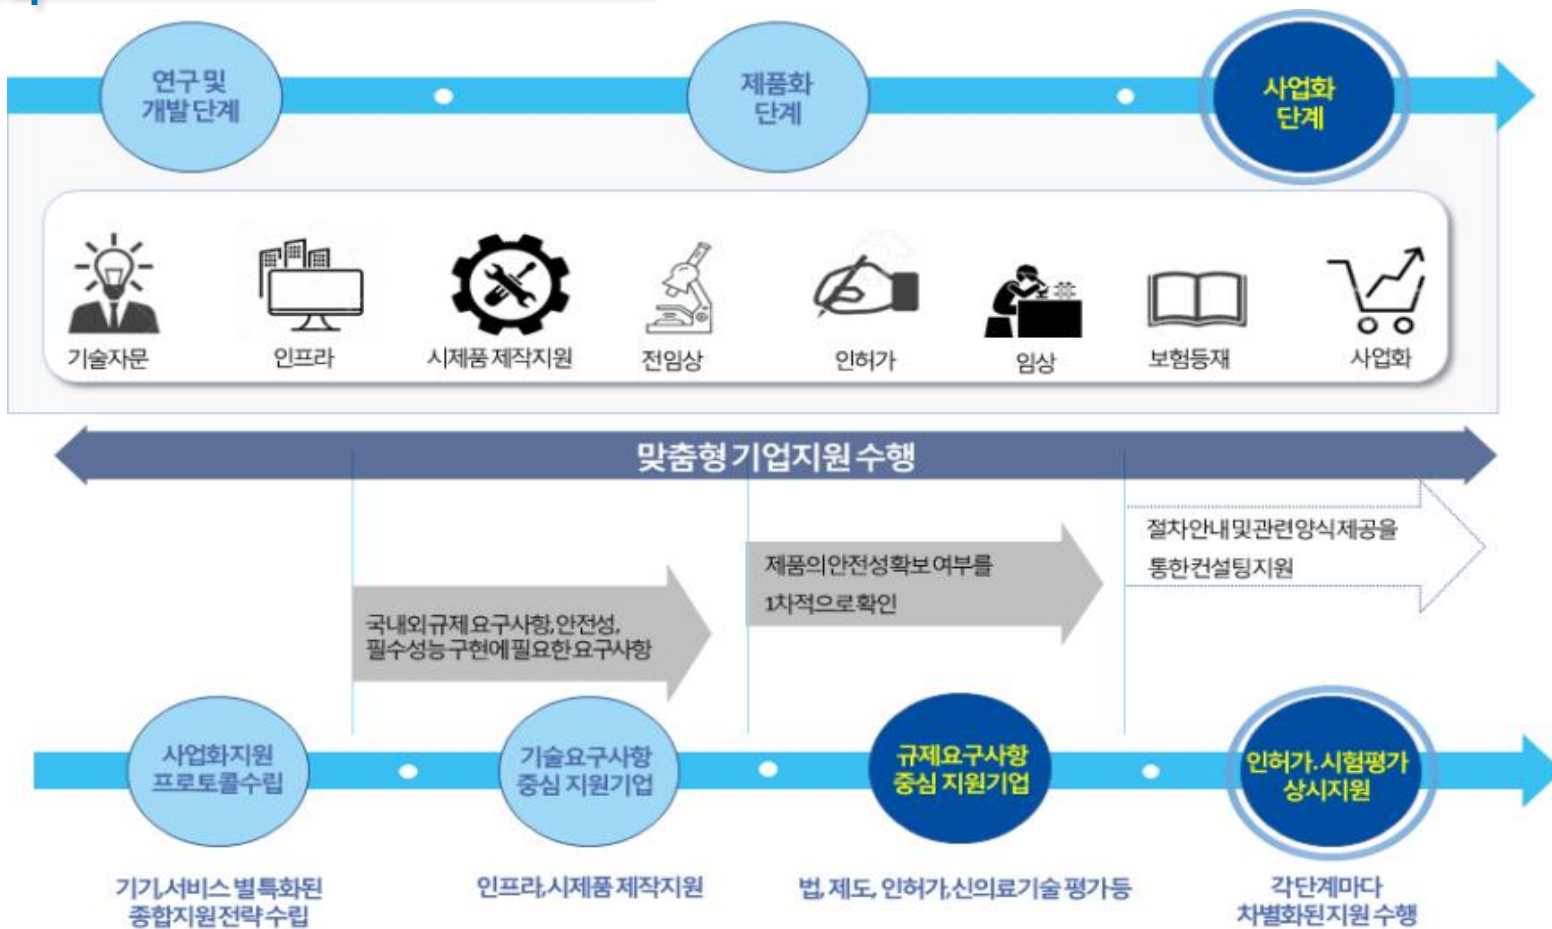 연구 및
개발 단계
제품화
단계
사업화
단계
기술자문
인프라
시제품 제작지원
전임상
인허가
임상
보험등재
사업화
맞춤형 기업지원 수행
국내외 규제 요구사항, 안전성,
필수성능 구현에 필요한 요구사항
제품의 안전성 확보 여부를
1차적으로 확인
절차 안내 및 관련 양식 제공을
통한 컨설팅 지원
사업화지원
프로토콜수립
기술요구사항
중심 지원기업
규제요구사항
중심 지원기업
인허가.시험평가
상시지원
기기,서비스 별 특화된
종합지원 전략 수립
인프라,시제품 제작지원
법, 제도, 인허가,신의료기술 평가 등
각 단계마다
차별화된 지원 수행